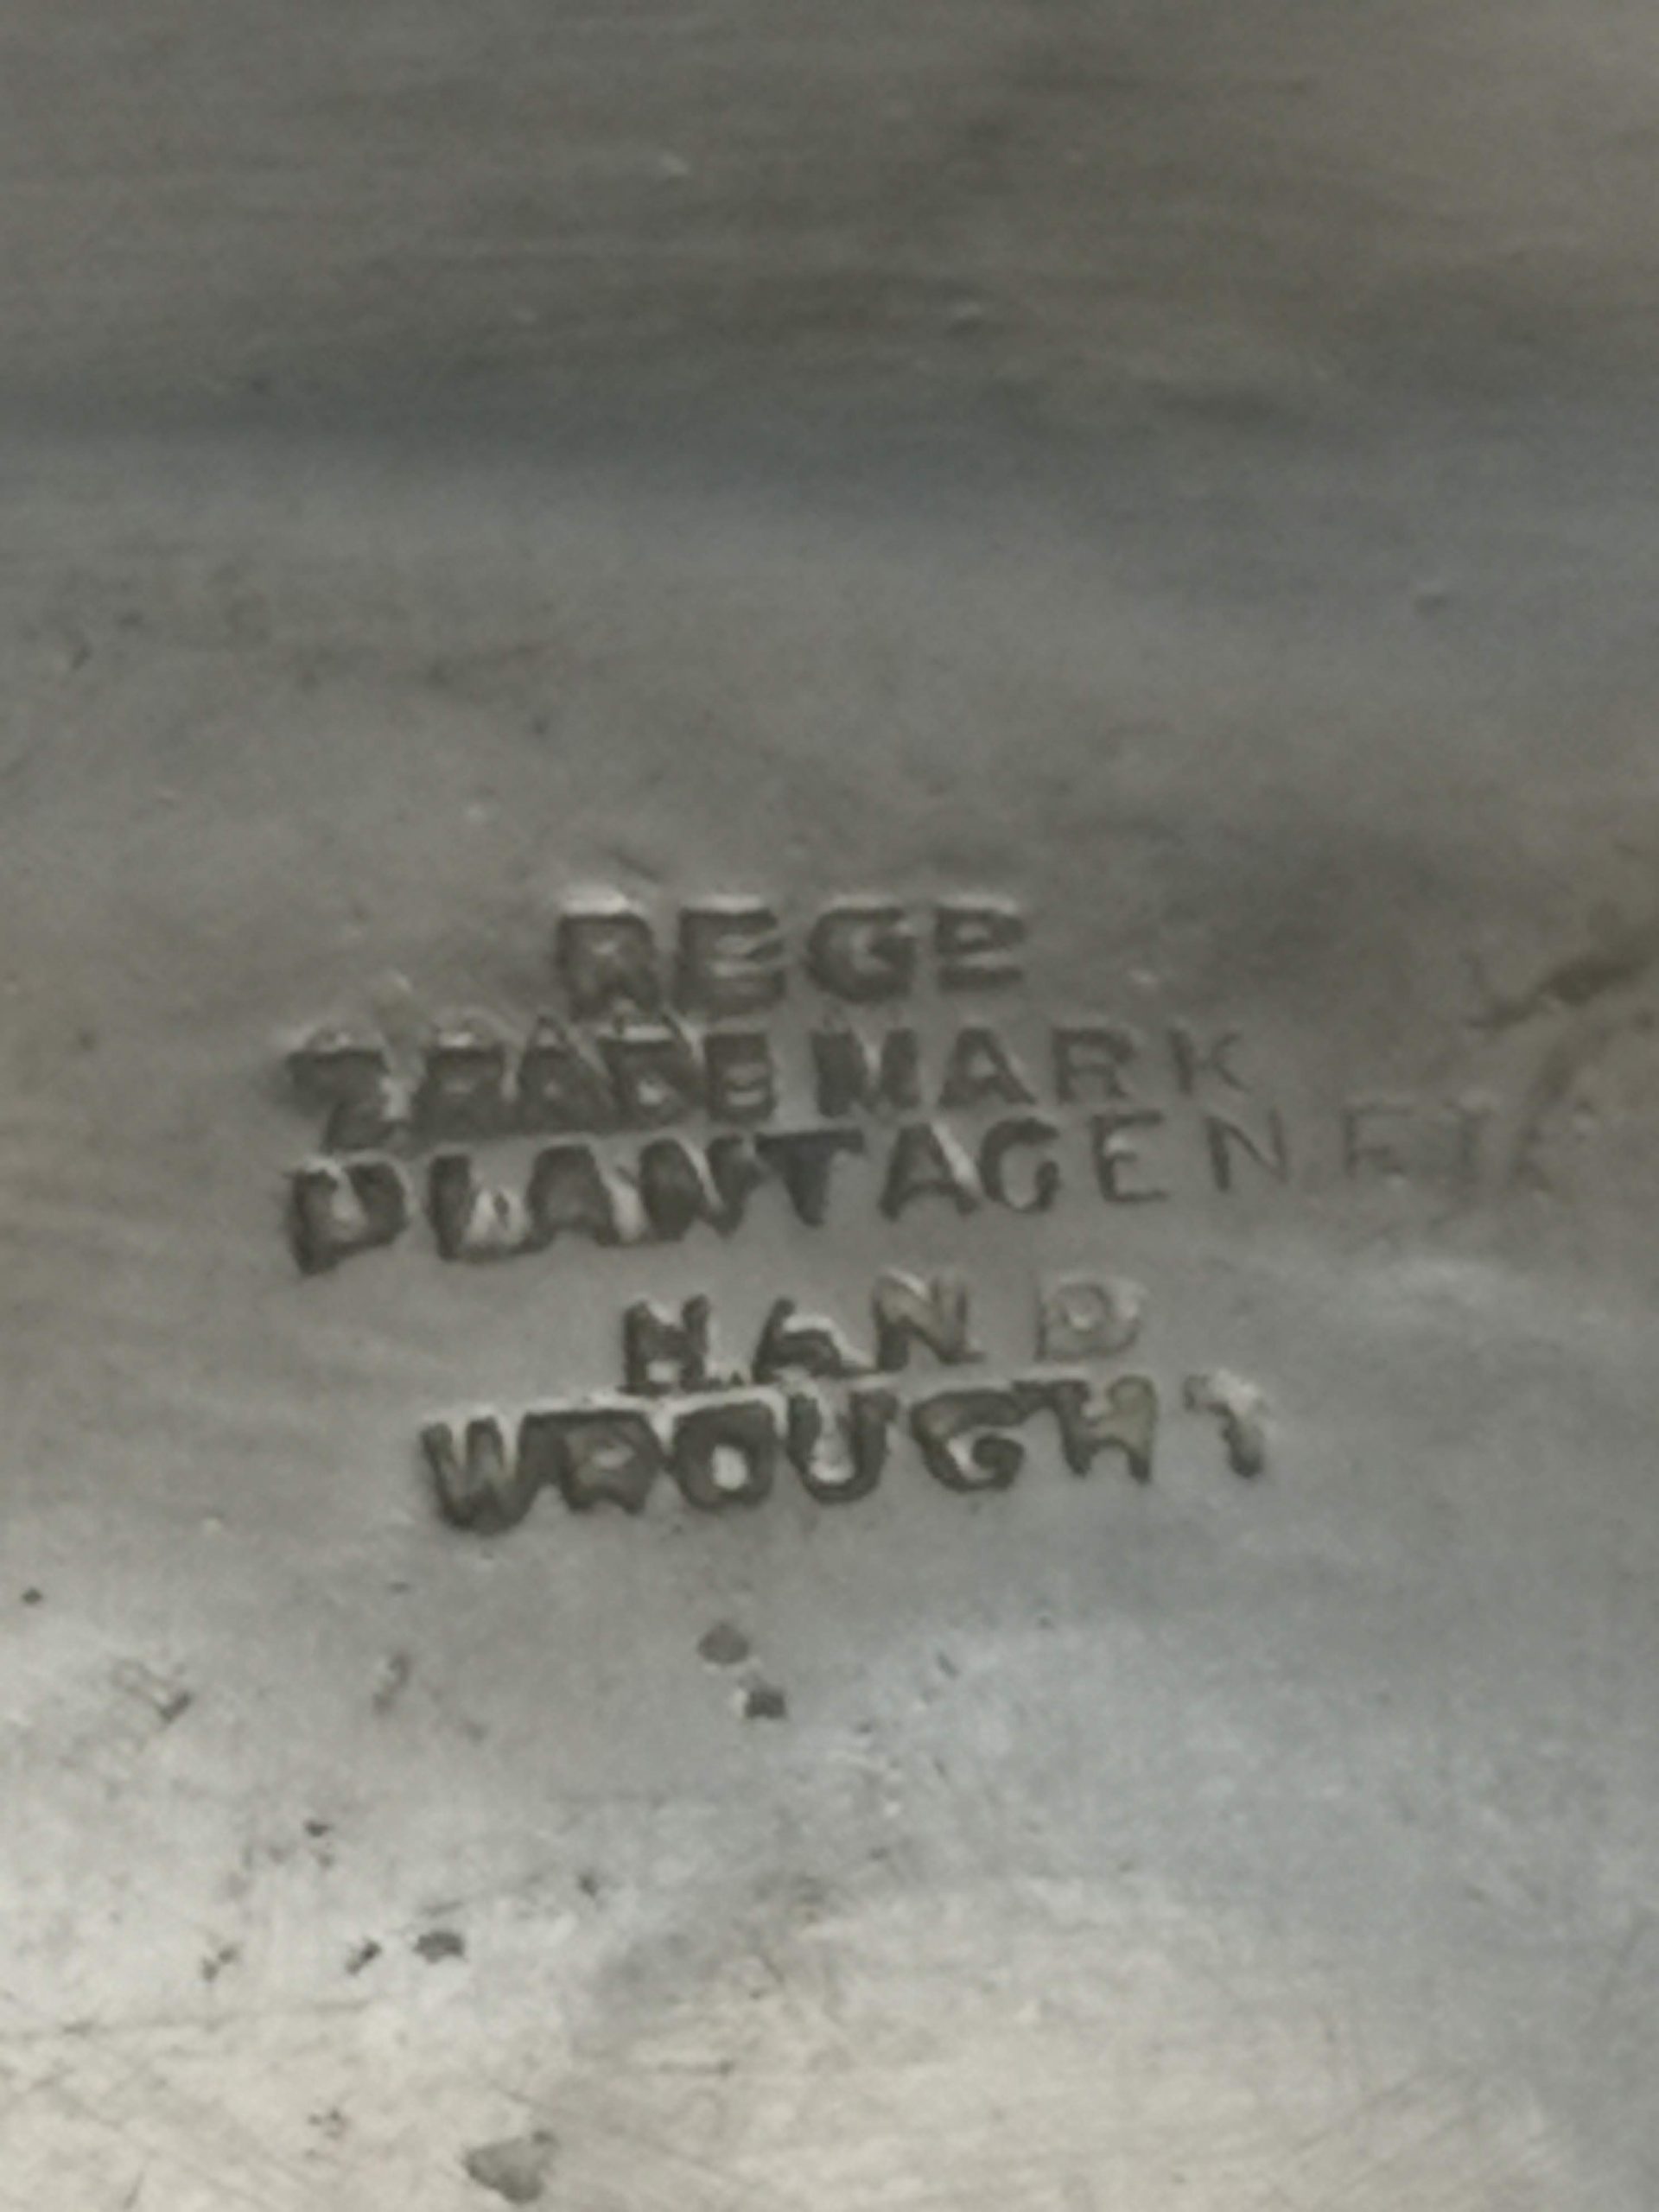 REGD
TRADE MARK
PLANTAGENET
HAND
WROUGHT